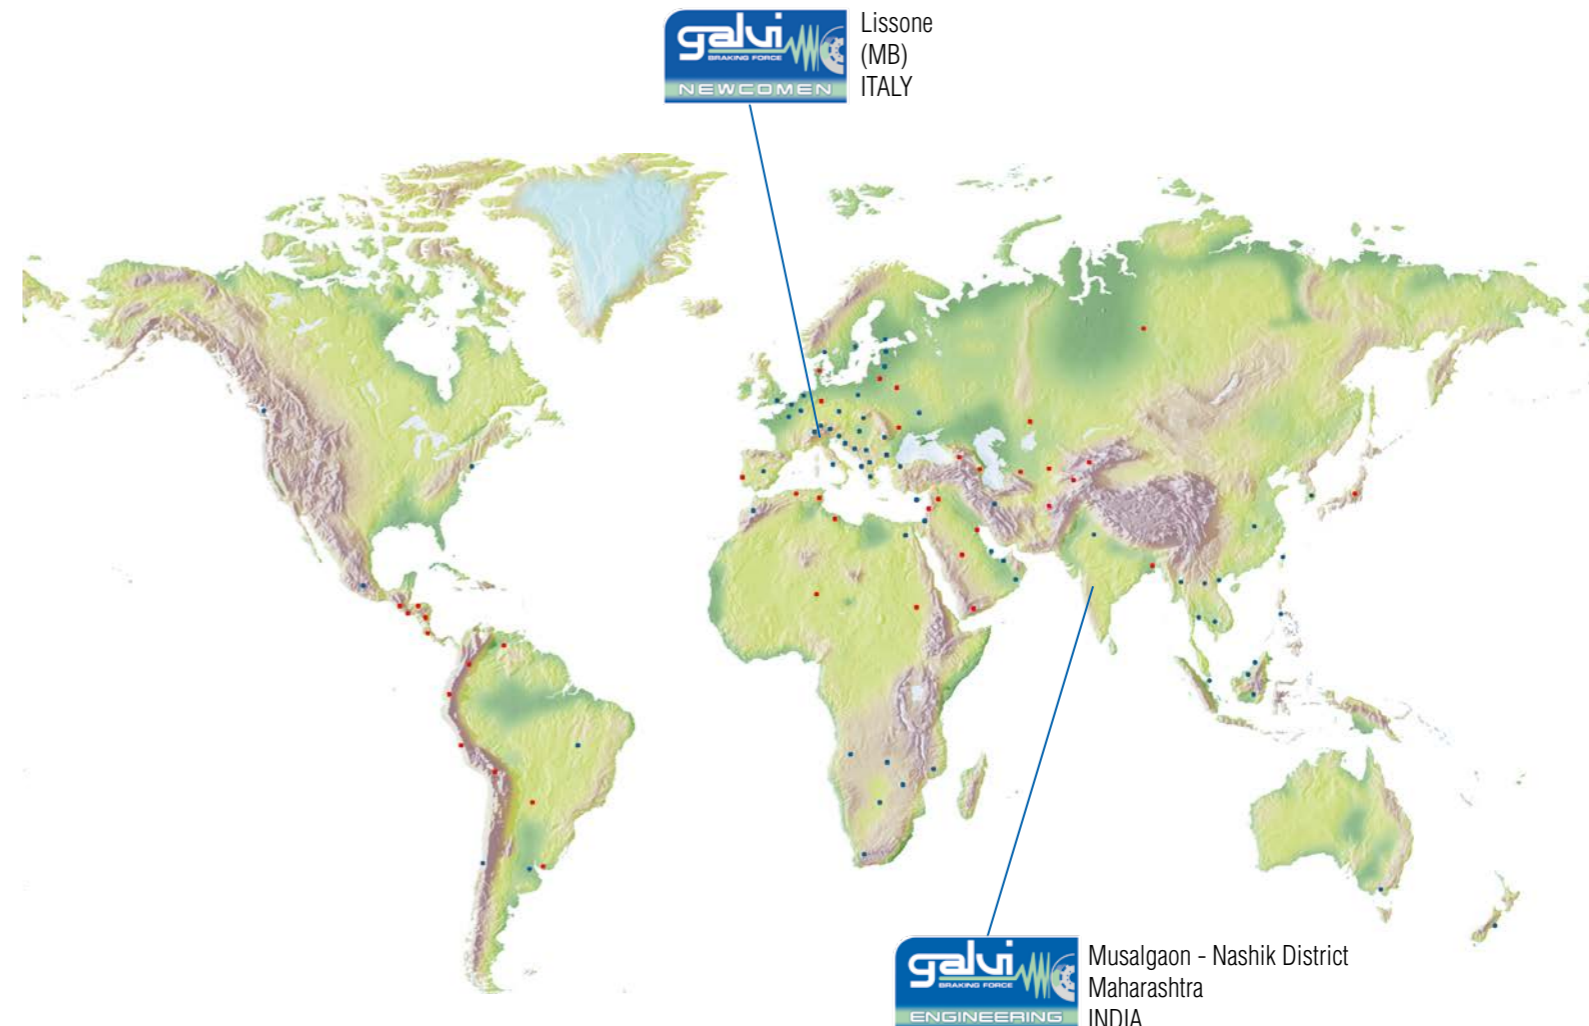 galvi
BRAKING FORCE
NEWCOMEN
Lissone
(MB)
ITALY
galvi
BRAKING FORCE
ENGINEERING
Musalgaon - Nashik District
Maharashtra
INDIA